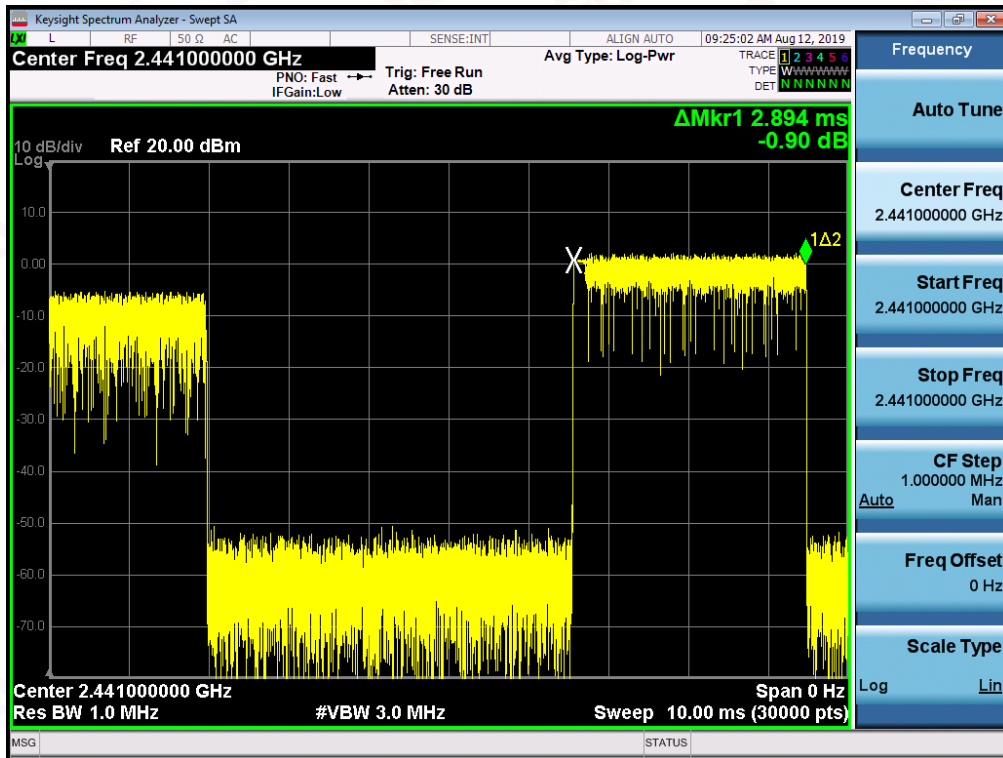 Keysight Spectrum Analyzer - Swept SA
LXI L RF 50 Ω AC SENSE:INT ALIGN AUTO 09:25:02 AM Aug 12, 2019
Center Freq 2.441000000 GHz
PNO: Fast
IFGain:Low
Trig: Free Run
Atten: 30 dB
Avg Type: Log-Pwr
TRACE 1 2 3 4 5 6
TYPE WWWWWW
DET N N N N N N
ΔMkr1 2.894 ms
-0.90 dB
10 dB/div Ref 20.00 dBm
Log
10.0
0.00
-10.0
-20.0
-30.0
-40.0
-50.0
-60.0
-70.0
1Δ2
Center 2.441000000 GHz Span 0 Hz
Res BW 1.0 MHz #VBW 3.0 MHz Sweep 10.00 ms (30000 pts)
MSG STATUS
Frequency
Auto Tune
Center Freq
2.441000000 GHz
Start Freq
2.441000000 GHz
Stop Freq
2.441000000 GHz
CF Step
1.000000 MHz
Auto Man
Freq Offset
0 Hz
Scale Type
Log Lin